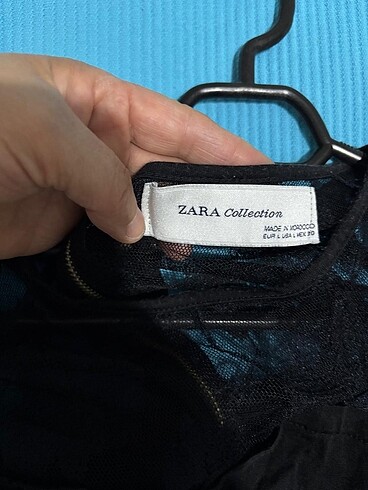 ZARA Collection
MADE IN MOROCCO
EUR L USA L MEX 30